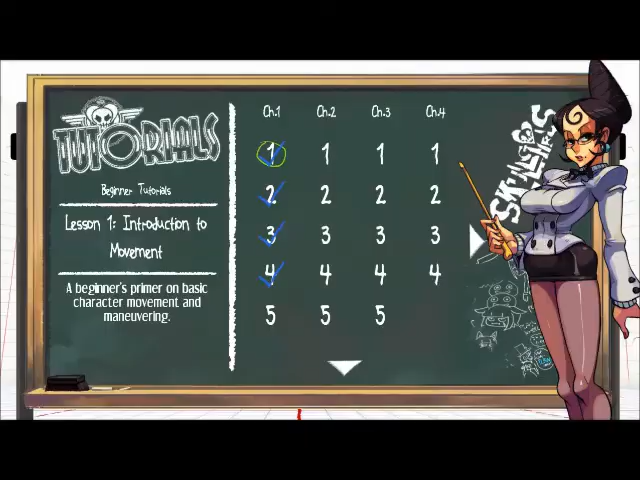 TUTORIALS
Beginner Tutorials
Lesson 1: Introduction to
Movement
A beginner's primer on basic
character movement and
maneuvering.
Ch.1 Ch.2 Ch.3 Ch.4
1 1 1 1
2 2 2 2
3 3 3 3
4 4 4 4
5 5 5